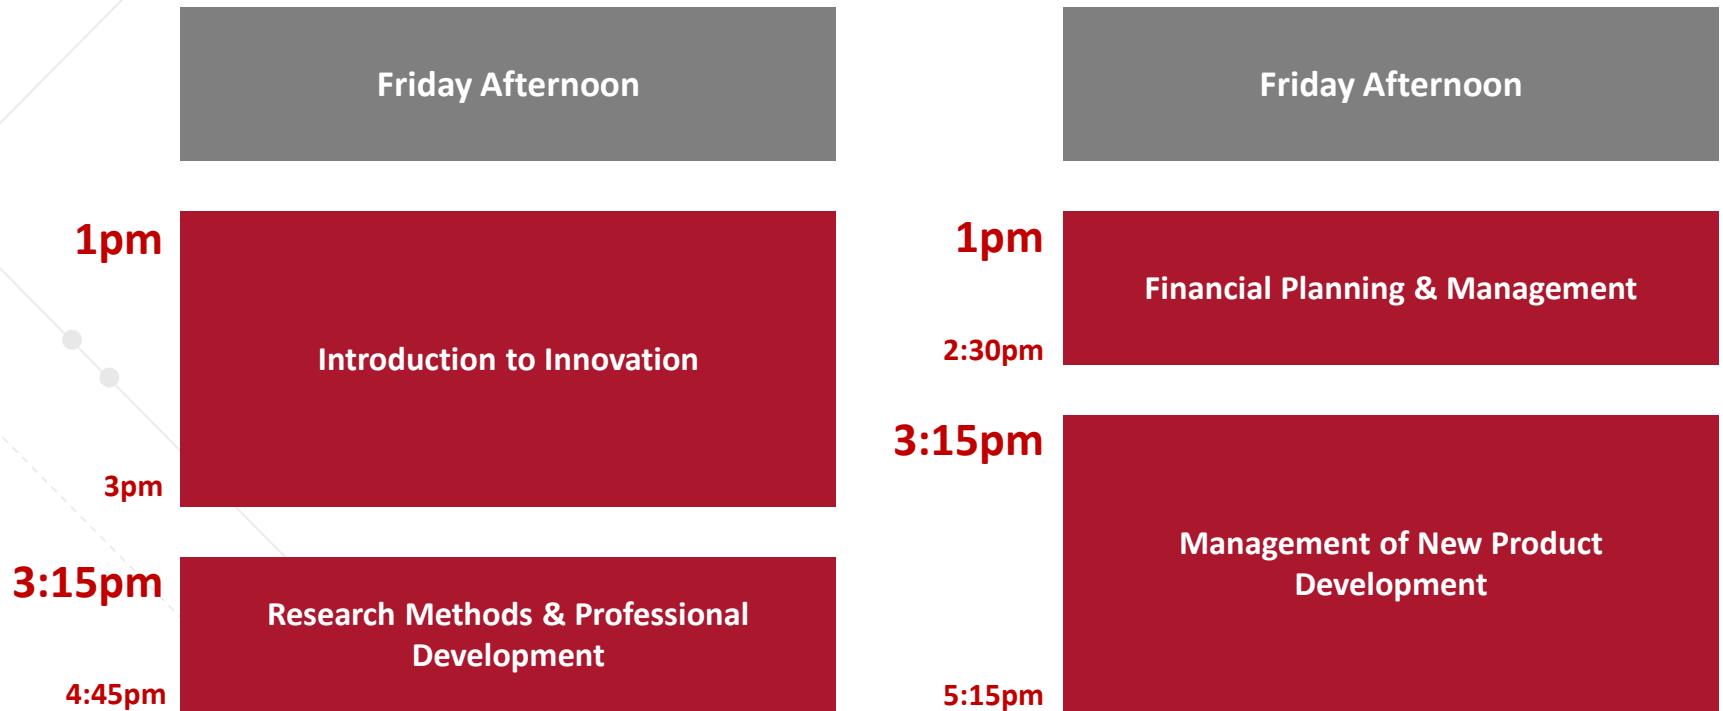 Friday Afternoon
1pm
Introduction to Innovation
3pm
3:15pm
Research Methods & Professional
Development
4:45pm
Friday Afternoon
1pm
Financial Planning & Management
2:30pm
3:15pm
Management of New Product
Development
5:15pm